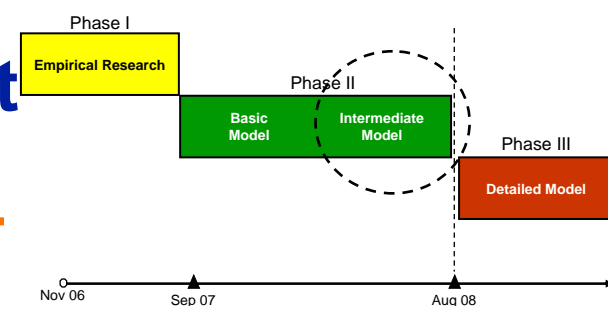 Phase I
t
Empirical Research
Phase II
Basic
Model
Intermediate
Model
Phase III
Detailed Model
Nov 06
Sep 07
Aug 08